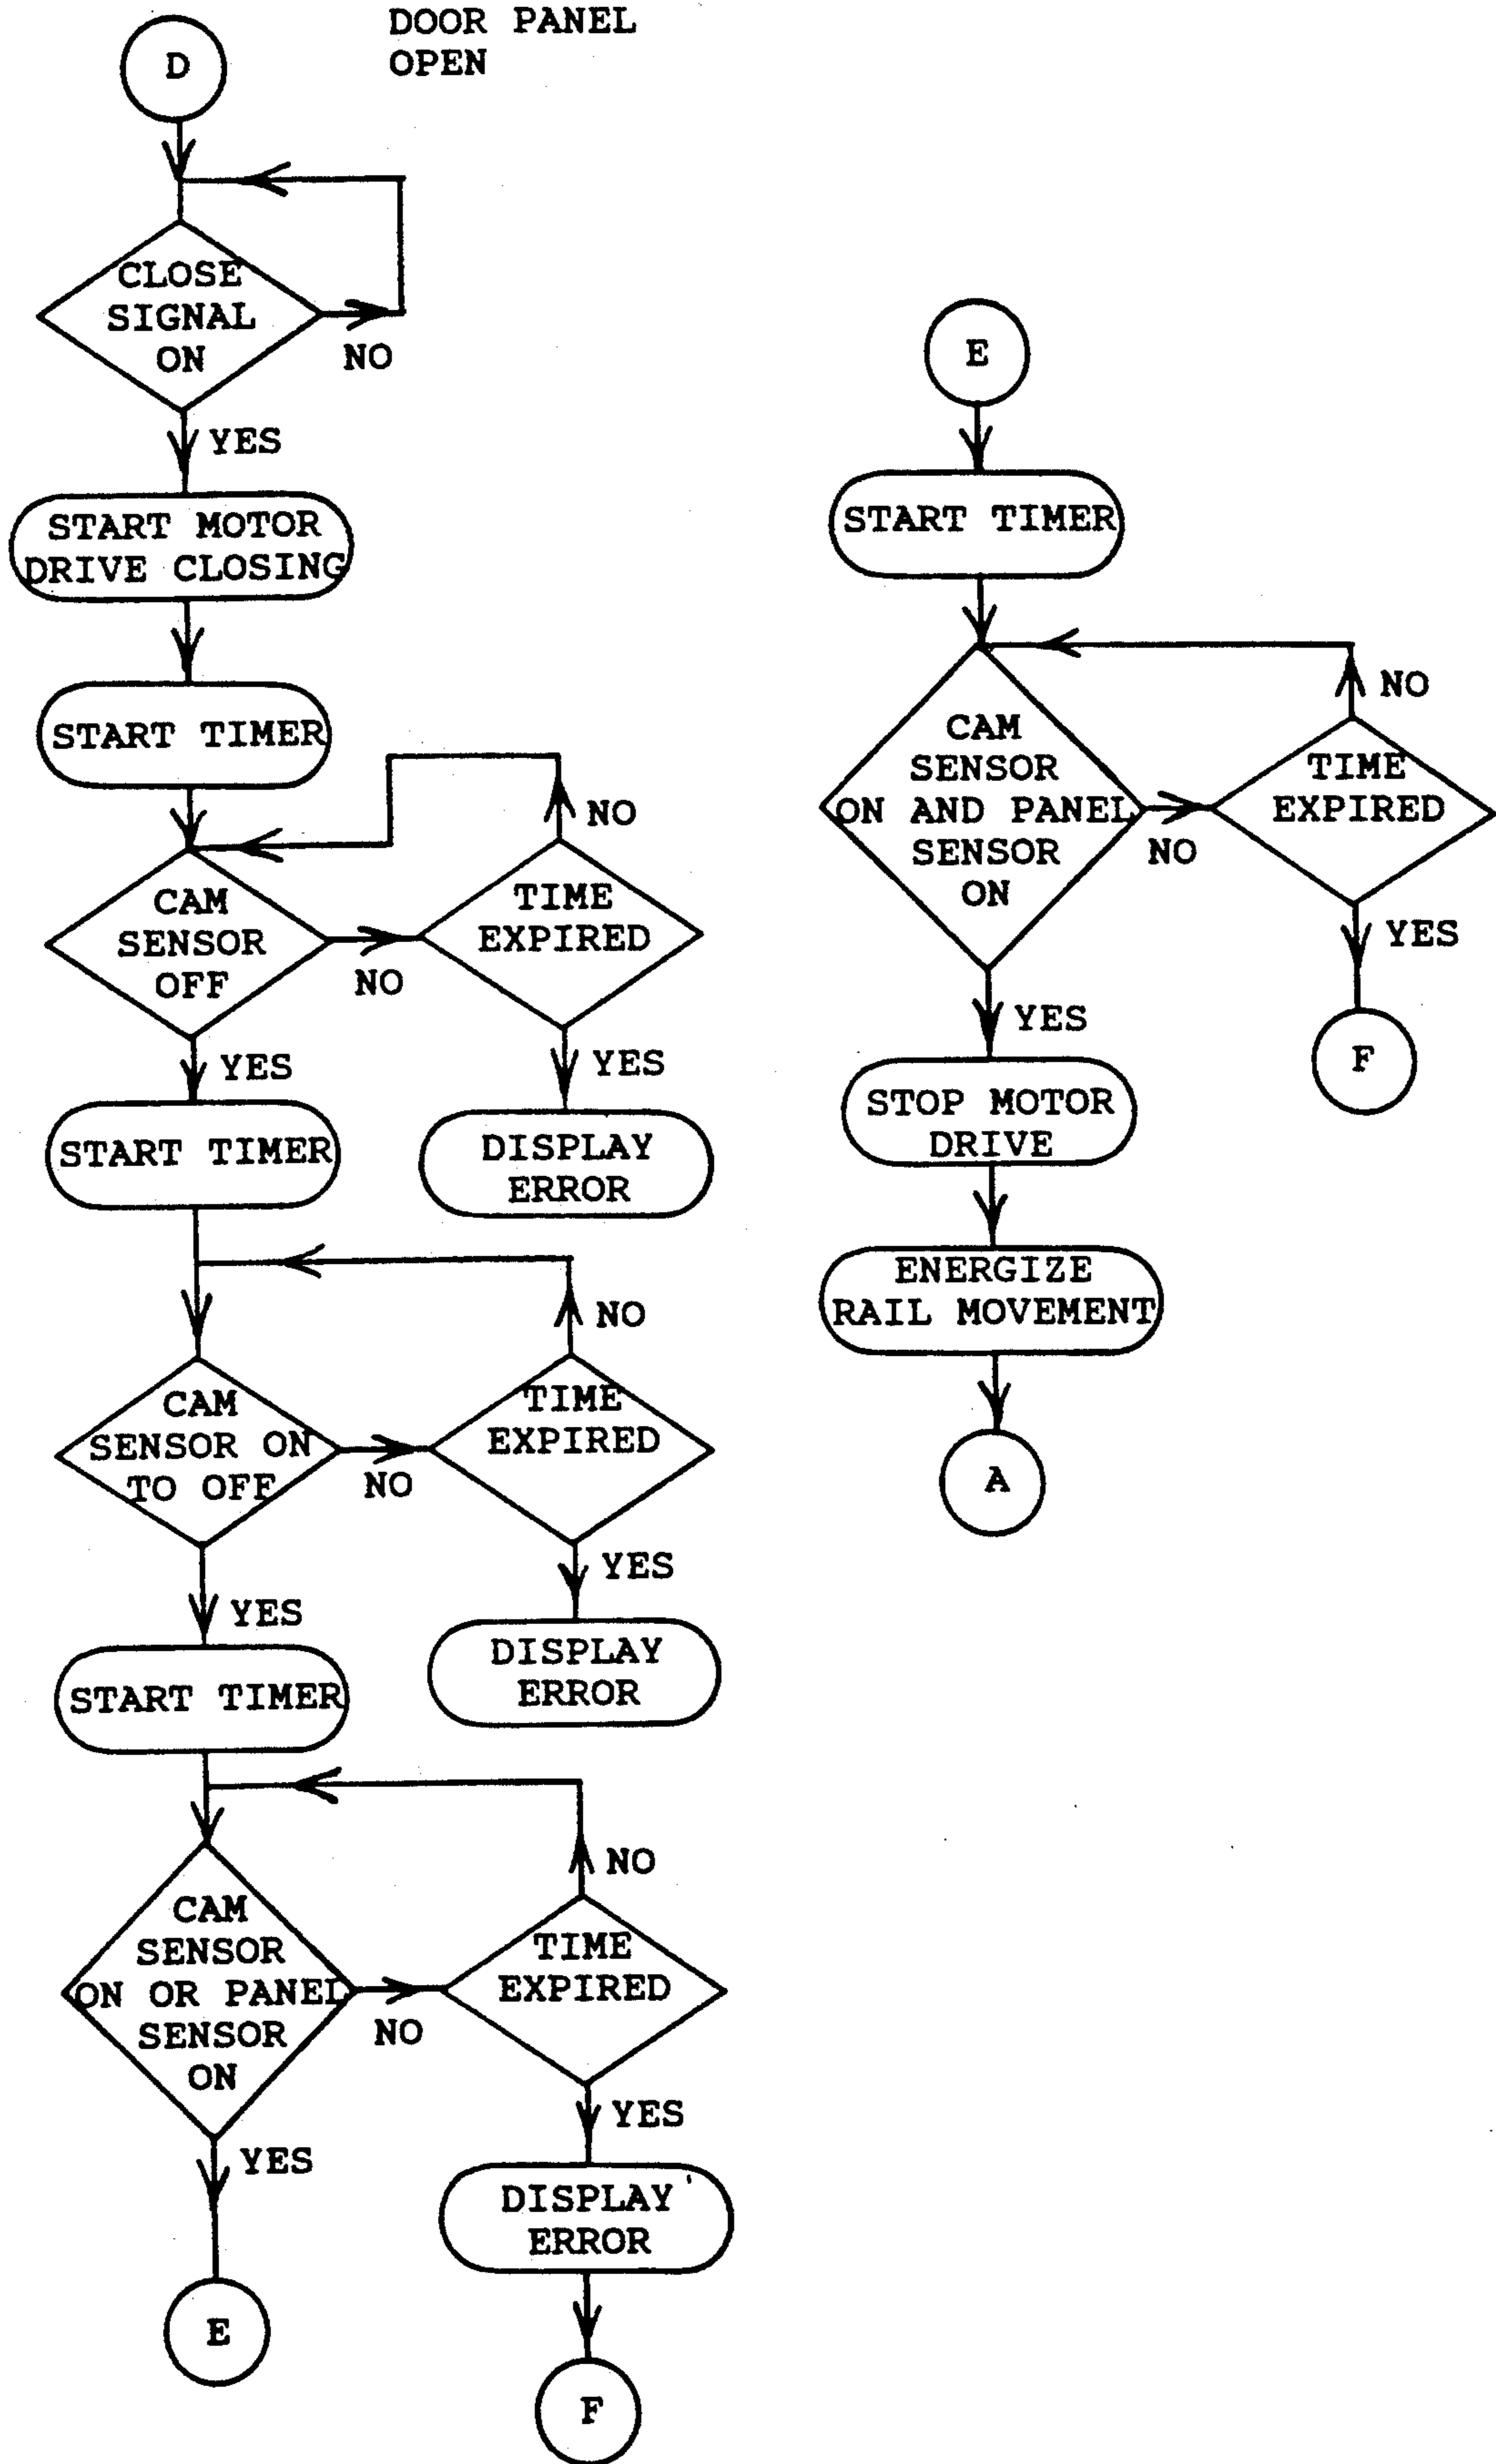 DOOR PANEL
OPEN
D
CLOSE
SIGNAL
ON
NO
YES
START MOTOR
DRIVE CLOSING
START TIMER
CAM
SENSOR
OFF
NO
TIME
EXPIRED
NO
YES
YES
START TIMER
DISPLAY
ERROR
CAM
SENSOR ON
TO OFF
NO
TIME
EXPIRED
NO
YES
YES
START TIMER
DISPLAY
ERROR
CAM
SENSOR
ON OR PANEL
SENSOR
ON
NO
TIME
EXPIRED
NO
YES
YES
DISPLAY
ERROR
E
F
E
START TIMER
CAM
SENSOR
ON AND PANEL
SENSOR
ON
NO
TIME
EXPIRED
NO
YES
F
YES
STOP MOTOR
DRIVE
ENERGIZE
RAIL MOVEMENT
A